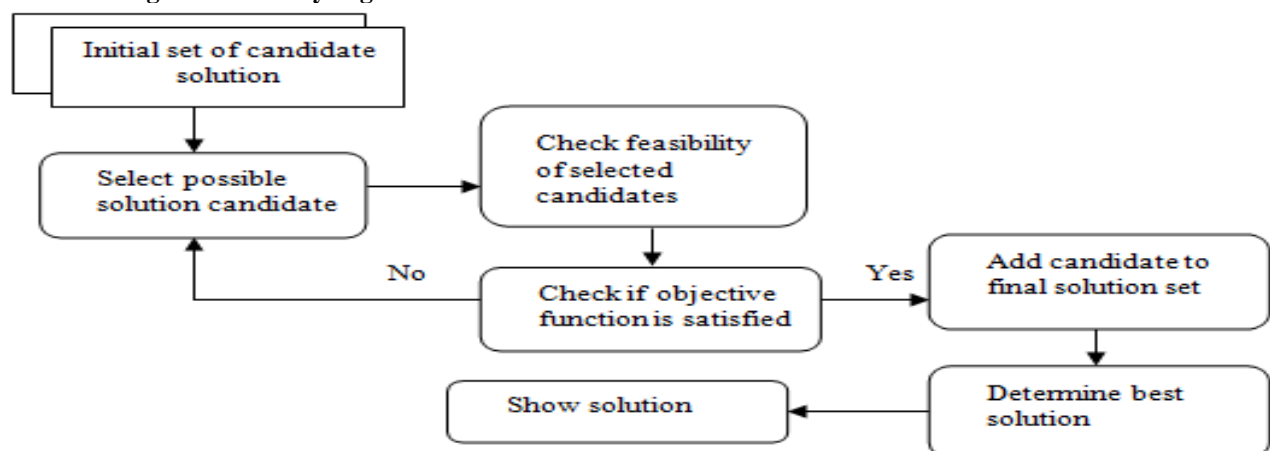 Initial set of candidate
solution
Select possible
solution candidate
Check feasibility
of selected
candidates
No
Check if objective
function is satisfied
Yes
Add candidate to
final solution set
Determine best
solution
Show solution